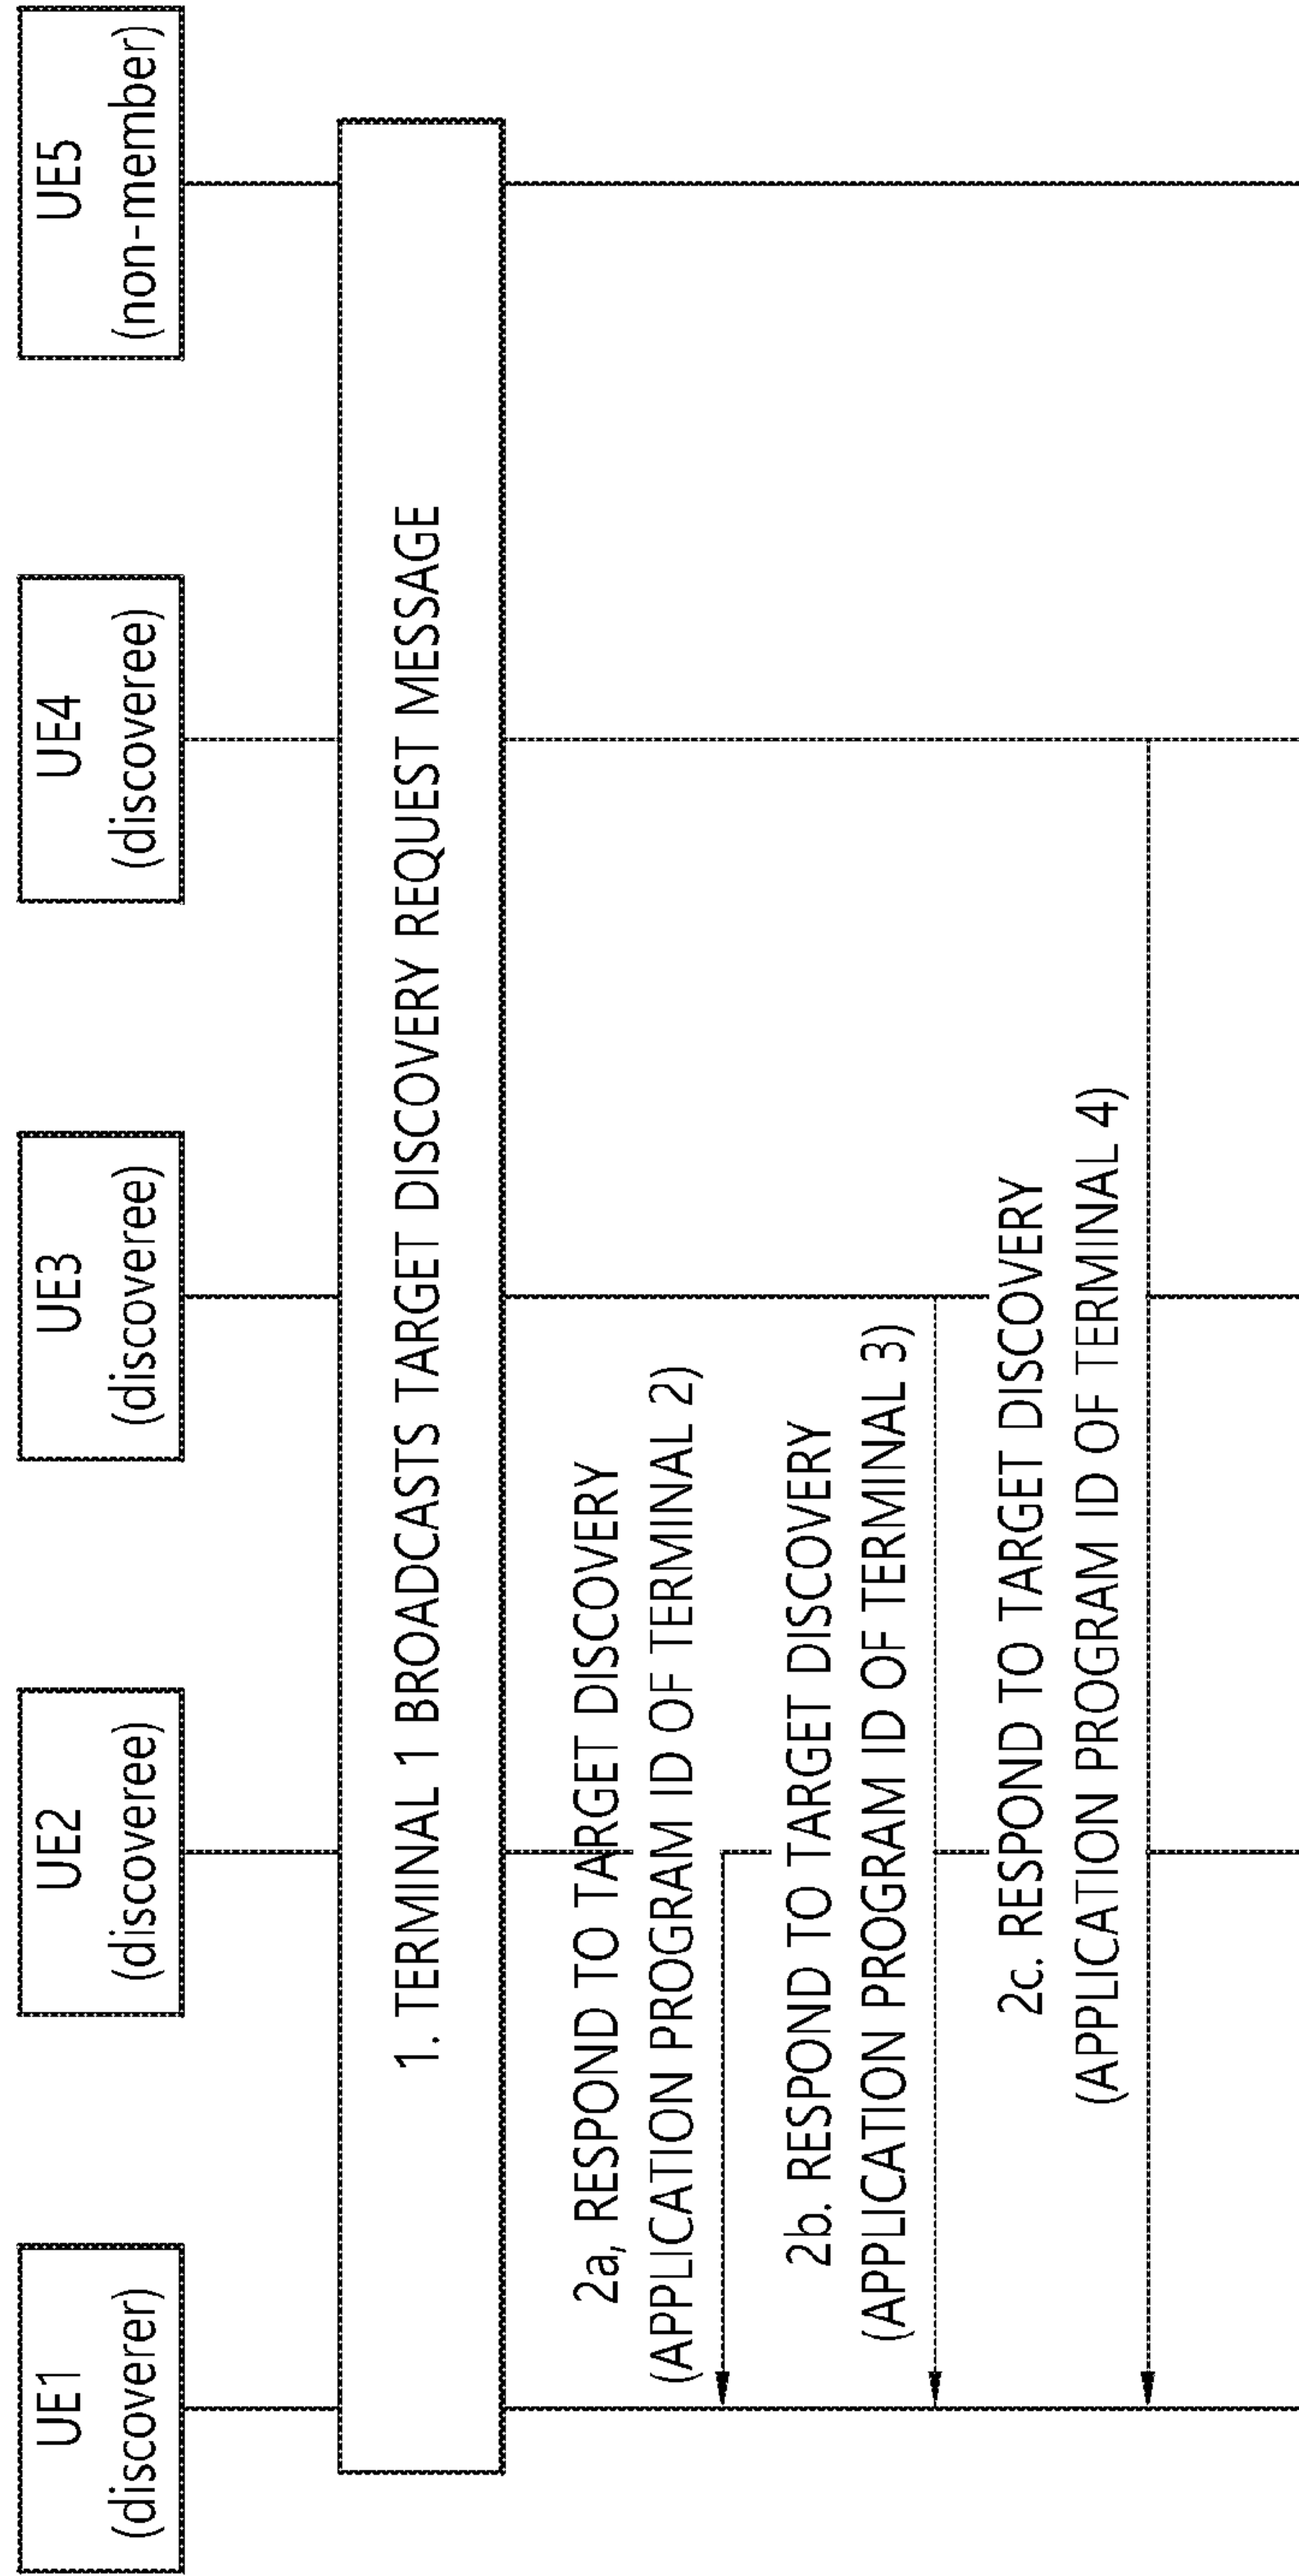 UE1
(discoverer)
UE2
(discoveree)
UE3
(discoveree)
UE4
(discoveree)
UE5
(non-member)
1. TERMINAL 1 BROADCASTS TARGET DISCOVERY REQUEST MESSAGE
2a, RESPOND TO TARGET DISCOVERY
(APPLICATION PROGRAM ID OF TERMINAL 2)
2b. RESPOND TO TARGET DISCOVERY
(APPLICATION PROGRAM ID OF TERMINAL 3)
2c. RESPOND TO TARGET DISCOVERY
(APPLICATION PROGRAM ID OF TERMINAL 4)